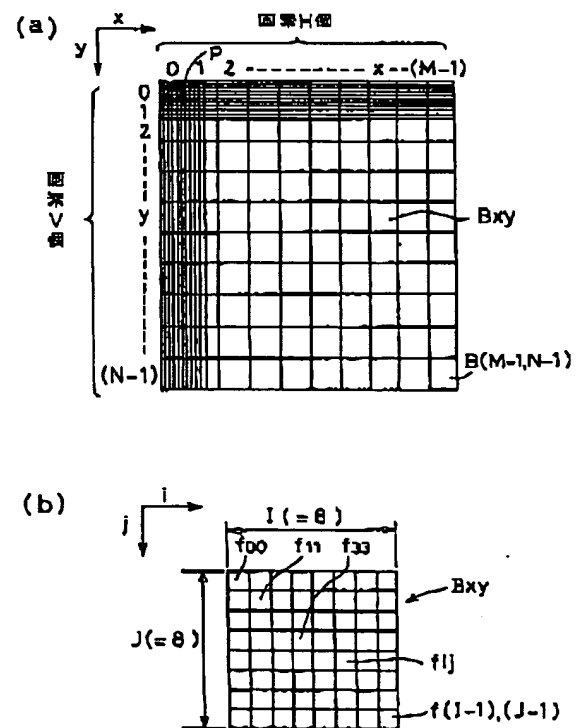 (a)
x
画素H個
y
P
0 1 2 ---------- x --(M-1)
0
1
2
y
(N-1)
画素V個
Bxy
B(M-1,N-1)
(b)
i
j
I(=8)
f00 f11 f33
Bxy
J(=8)
fij
f(I-1),(J-1)